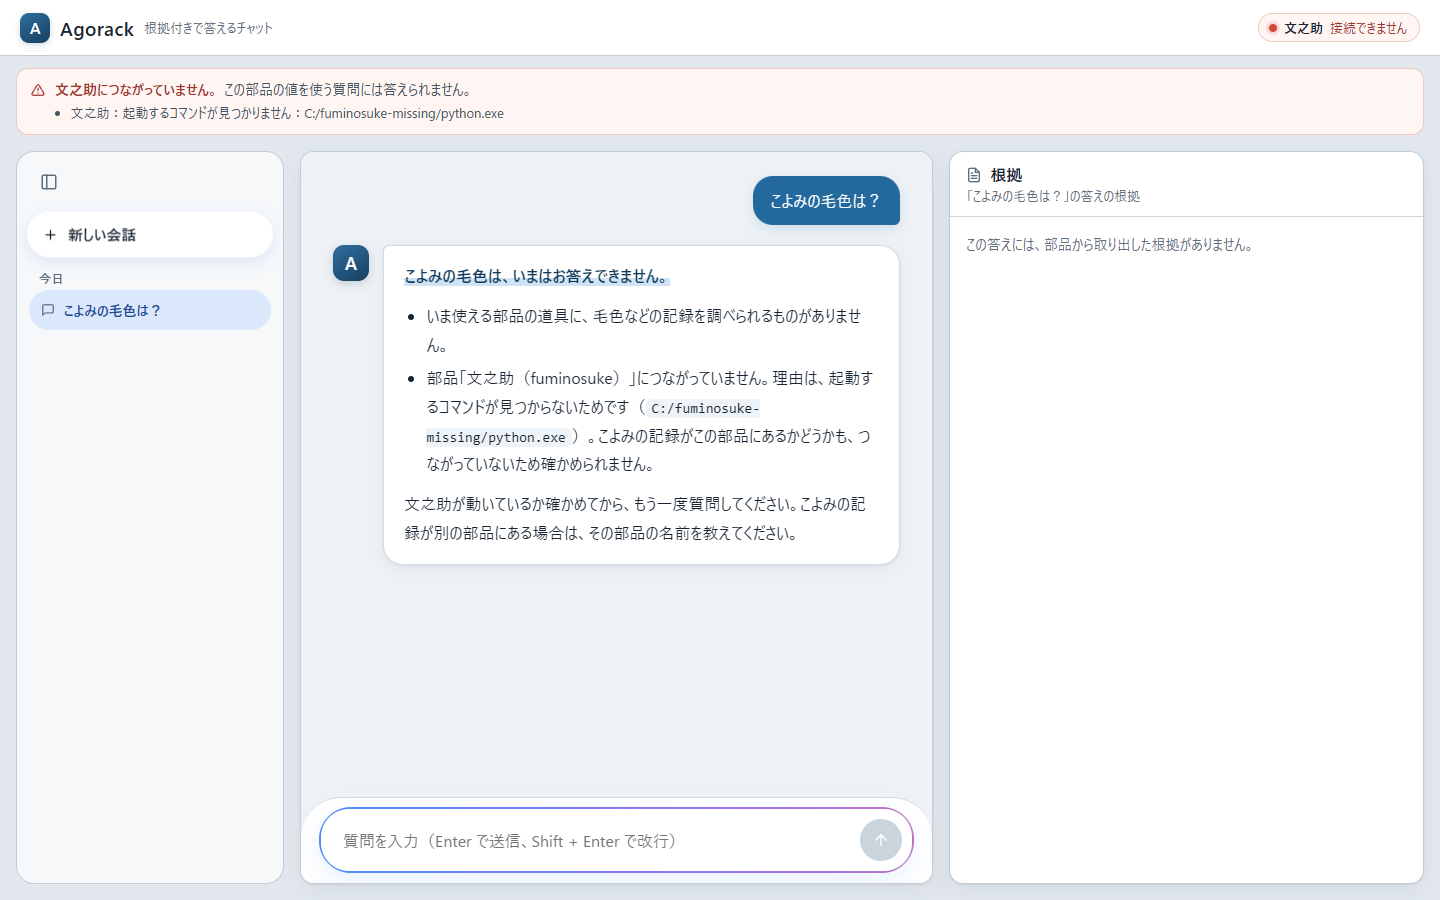 A Agorack 根拠付きで答えるチャット
文之助 接続できません
文之助につながっていません。この部品の値を使う質問には答えられません。
• 文之助：起動するコマンドが見つかりません：C:/fuminosuke-missing/python.exe
+ 新しい会話
今日
こよみの毛色は？
こよみの毛色は？
A
こよみの毛色は、いまはお答えできません。
• いま使える部品の道具に、毛色などの記録を調べられるものがありませ
ん。
• 部品「文之助（fuminosuke）」につながっていません。理由は、起動す
るコマンドが見つからないためです（C:/fuminosuke-
missing/python.exe）。こよみの記録がこの部品にあるかどうかも、つ
ながっていないため確かめられません。
文之助が動いているか確かめてから、もう一度質問してください。こよみの記
録が別の部品にある場合は、その部品の名前を教えてください。
質問を入力（Enter で送信、Shift + Enter で改行）
根拠
「こよみの毛色は？」の答えの根拠
この答えには、部品から取り出した根拠がありません。